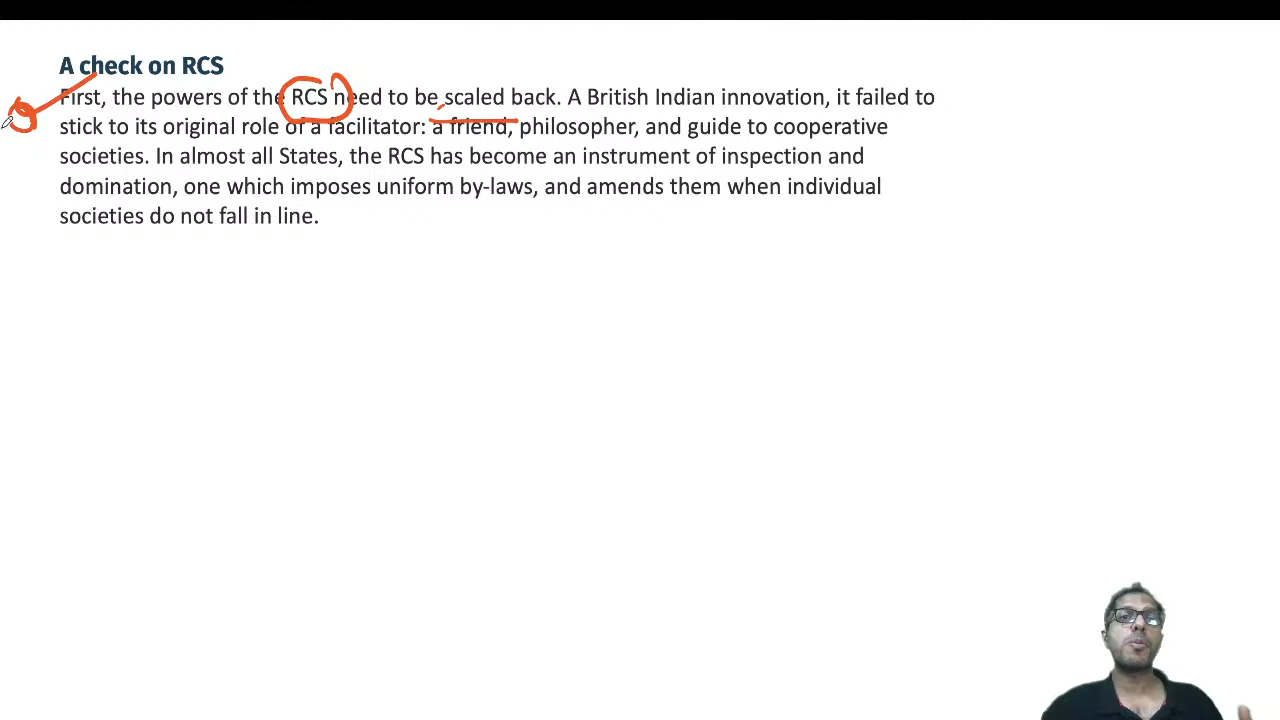 A check on RCS
First, the powers of the RCS need to be scaled back. A British Indian innovation, it failed to
stick to its original role of a facilitator: a friend, philosopher, and guide to cooperative
societies. In almost all States, the RCS has become an instrument of inspection and
domination, one which imposes uniform by-laws, and amends them when individual
societies do not fall in line.